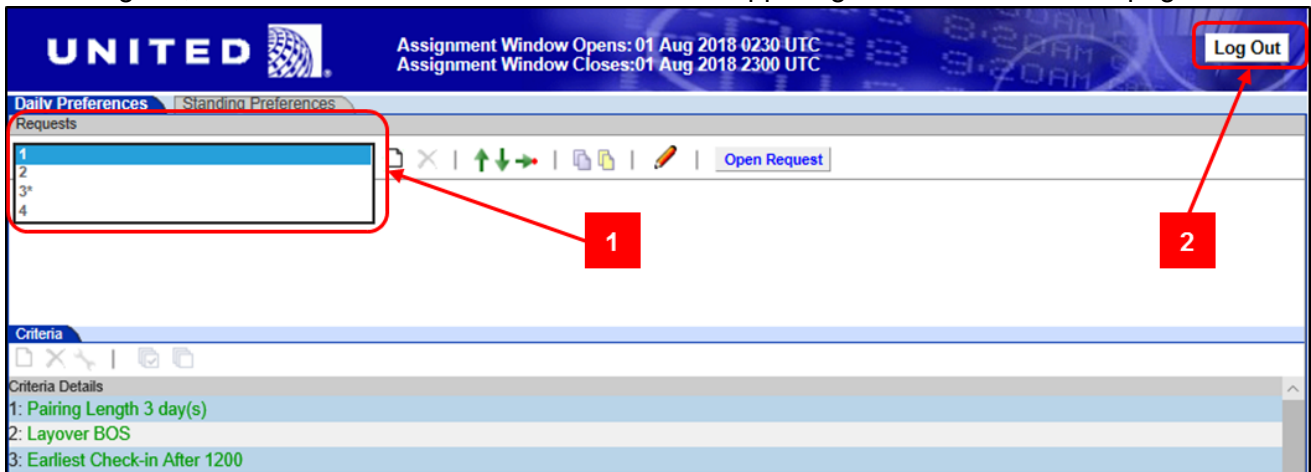 UNITED
Assignment Window Opens: 01 Aug 2018 0230 UTC
Assignment Window Closes:01 Aug 2018 2300 UTC
Log Out
Daily Preferences
Standing Preferences
Requests
1
2
3*
4
Open Request
1
2
Criteria
Criteria Details
1: Pairing Length 3 day(s)
2: Layover BOS
3: Earliest Check-in After 1200